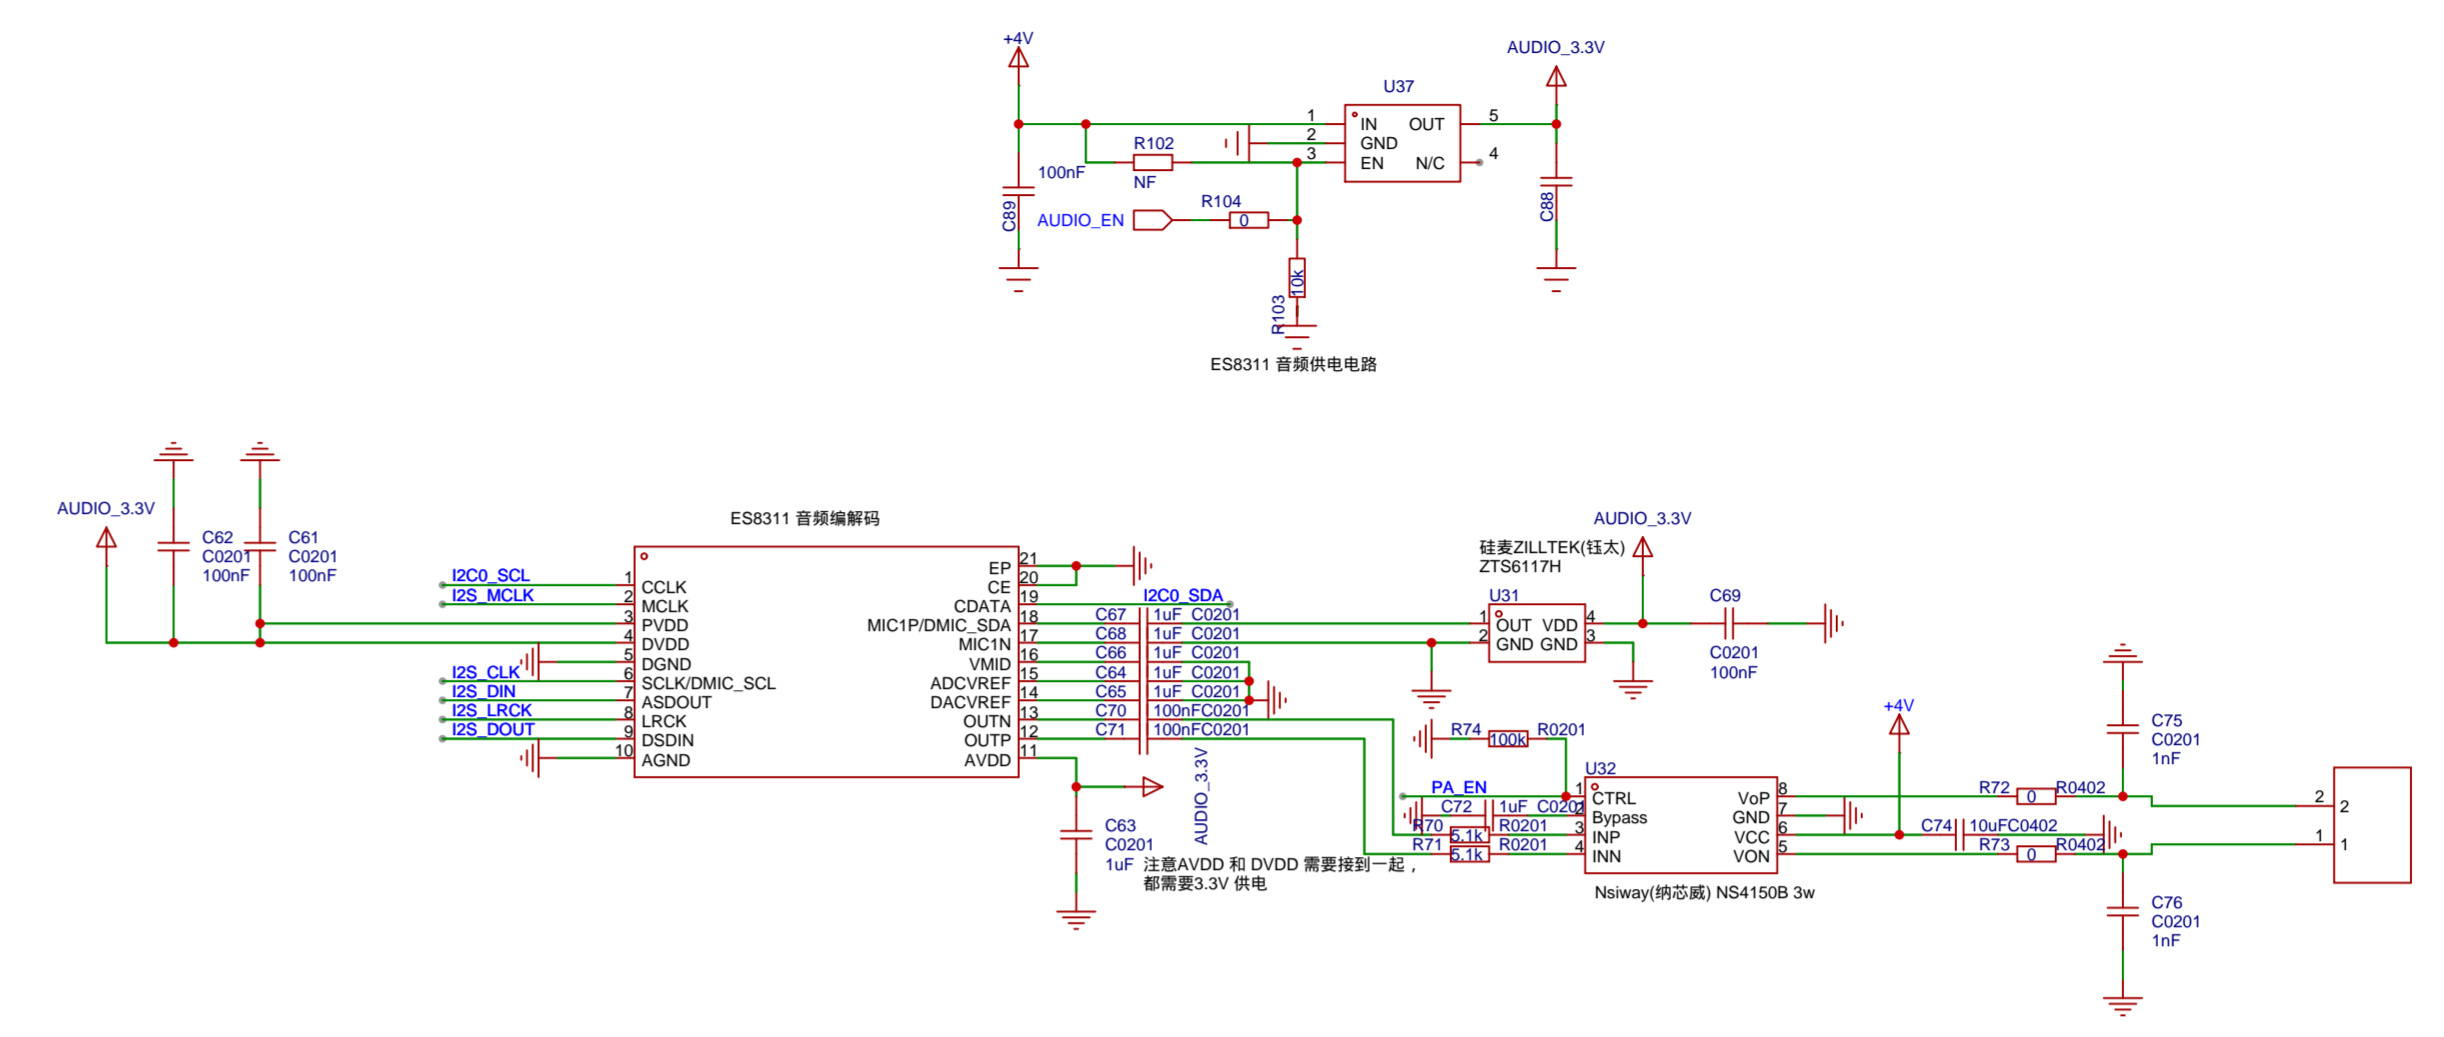 +4V
AUDIO_3.3V
U37
1
IN
OUT
5
2
GND
3
EN
N/C
4
R102
NF
100nF
C89
R104
0
AUDIO_EN
C88
10k
R103
ES8311 音频供电电路
AUDIO_3.3V
C62
C0201
100nF
C61
C0201
100nF
ES8311 音频编解码
I2C0_SCL
I2S_MCLK
I2S_CLK
I2S_DIN
I2S_LRCK
I2S_DOUT
1
CCLK
2
MCLK
3
PVDD
4
DVDD
5
DGND
6
SCLK/DMIC_SCL
7
ASDOUT
8
LRCK
9
DSDIN
10
AGND
EP
21
CE
20
CDATA
19
I2C0_SDA
MIC1P/DMIC_SDA
18
C67
1uF C0201
MIC1N
17
C68
1uF C0201
VMID
16
C66
1uF C0201
ADCVREF
15
C64
1uF C0201
DACVREF
14
C65
1uF C0201
OUTN
13
C70
100nFC0201
OUTP
12
C71
100nFC0201
AVDD
11
AUDIO_3.3V
C63
C0201
1uF
注意AVDD 和 DVDD 需要接到一起，
都需要3.3V 供电
AUDIO_3.3V
硅麦ZILLTEK(钰太)
ZTS6117H
U31
1
OUT
VDD
4
2
GND
GND
3
C69
C0201
100nF
R74
100k
R0201
U32
PA_EN
1
CTRL
C72
1uF C0201
2
Bypass
R70
5.1k
R0201
3
INP
R71
5.1k
R0201
4
INN
VoP
8
GND
7
VCC
6
VON
5
Nsiway(纳芯威) NS4150B 3w
+4V
R72
0
R0402
C74
10uFC0402
R73
0
R0402
C75
C0201
1nF
C76
C0201
1nF
2
2
1
1